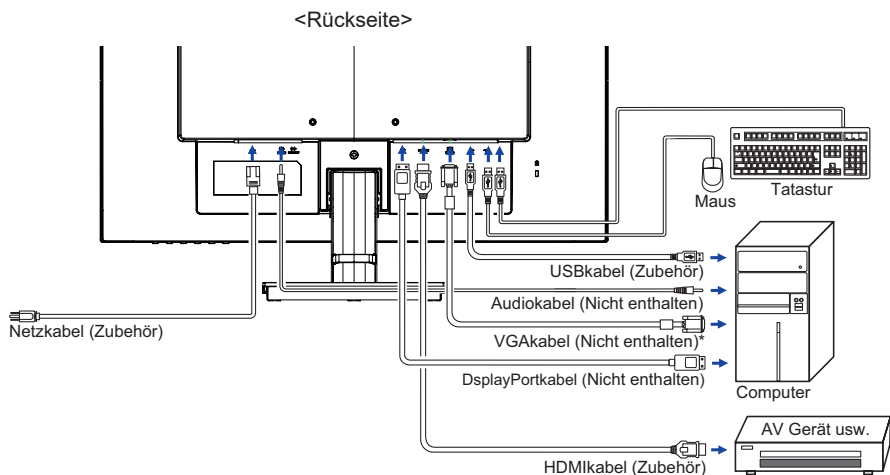 <Rückseite>
Tatastur
Maus
USBkabel (Zubehör)
Audiokabel (Nicht enthalten)
Netzkabel (Zubehör)
VGAkabel (Nicht enthalten)*
DsplayPortkabel (Nicht enthalten)
Computer
AV Gerät usw.
HDMIkabel (Zubehör)